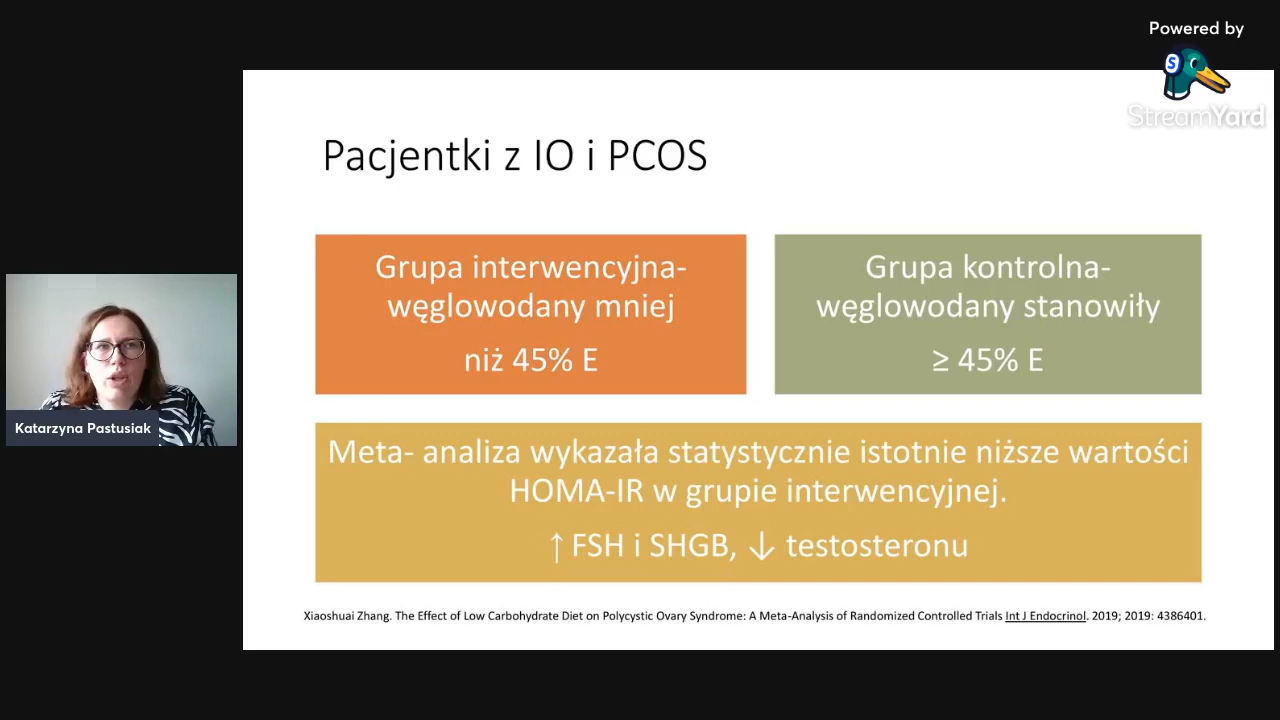 Powered by
StreamYard
Pacjentki z IO i PCOS
Grupa interwencyjna-
węglowodany mniej
niż 45% E
Grupa kontrolna-
węglowodany stanowiły
≥ 45% E
Meta- analiza wykazała statystycznie istotnie niższe wartości
HOMA-IR w grupie interwencyjnej.
↑ FSH i SHGB, ↓ testosteronu
Katarzyna Pastusiak
Xiaoshuai Zhang. The Effect of Low Carbohydrate Diet on Polycystic Ovary Syndrome: A Meta-Analysis of Randomized Controlled Trials Int J Endocrinol. 2019; 2019: 4386401.